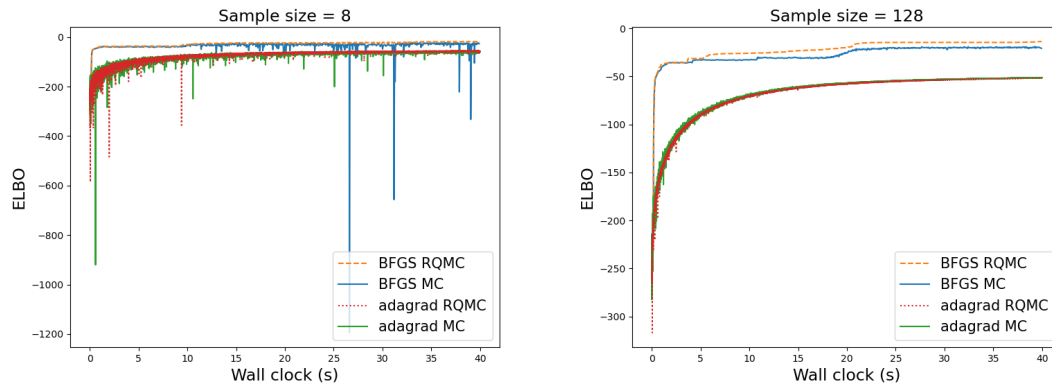 Sample size = 8
0
−200
−400
−600
−800
−1000
−1200
ELBO
BFGS RQMC
BFGS MC
adagrad RQMC
adagrad MC
0 5 10 15 20 25 30 35 40
Wall clock (s)
Sample size = 128
0
−50
−100
−150
−200
−250
−300
ELBO
BFGS RQMC
BFGS MC
adagrad RQMC
adagrad MC
0 5 10 15 20 25 30 35 40
Wall clock (s)